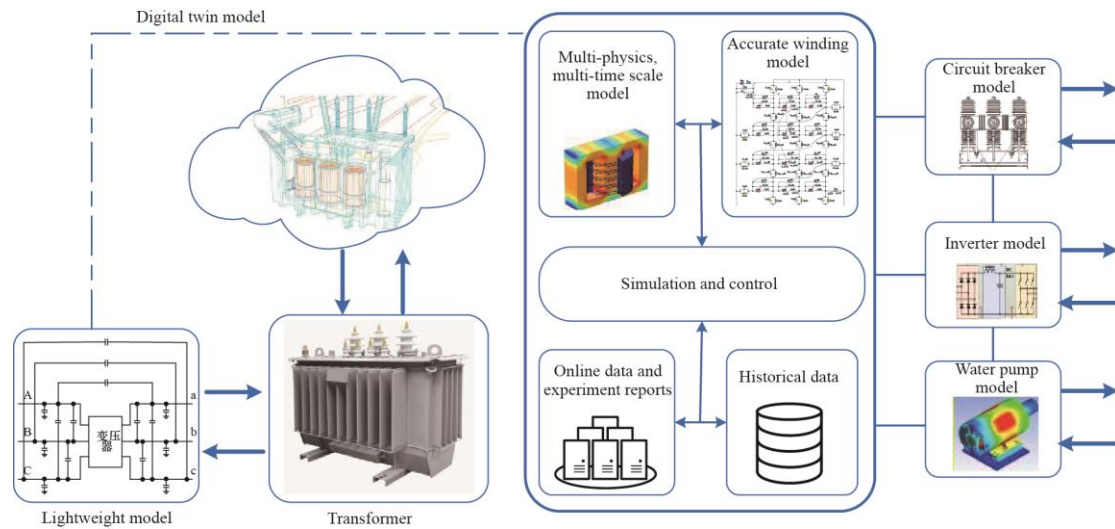 Digital twin model
Multi-physics,
multi-time scale
model
Accurate winding
model
Circuit breaker
model
Simulation and control
Inverter model
Online data and
experiment reports
Historical data
Water pump
model
A
a
变压
器
B
b
C
c
Lightweight model
Transformer